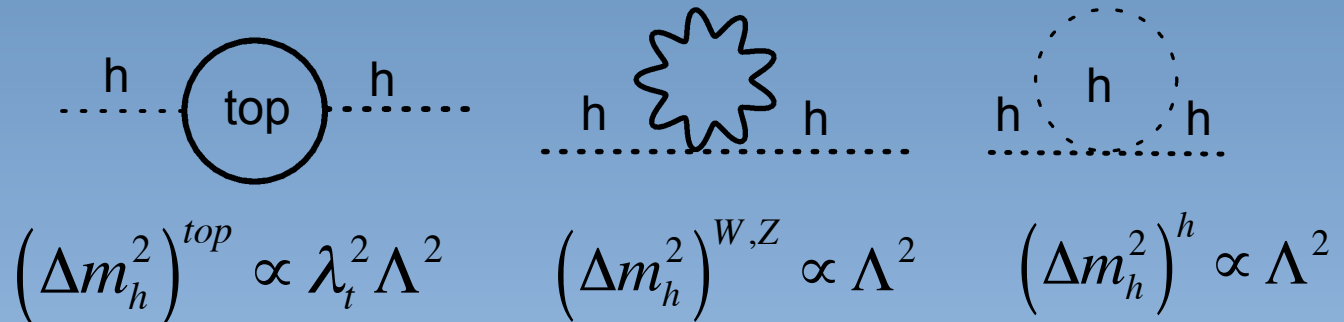 h top h
h h
h h h
(Δm_h^2)^{top} ∝ λ_t^2 Λ^2
(Δm_h^2)^{W,Z} ∝ Λ^2
(Δm_h^2)^h ∝ Λ^2